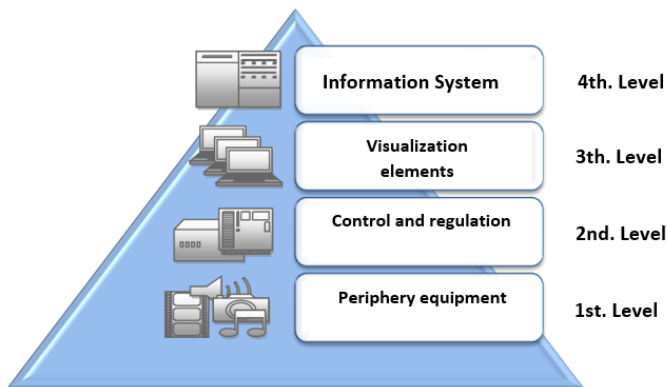 Information System
4th. Level
Visualization
elements
3th. Level
Control and regulation
2nd. Level
Periphery equipment
1st. Level